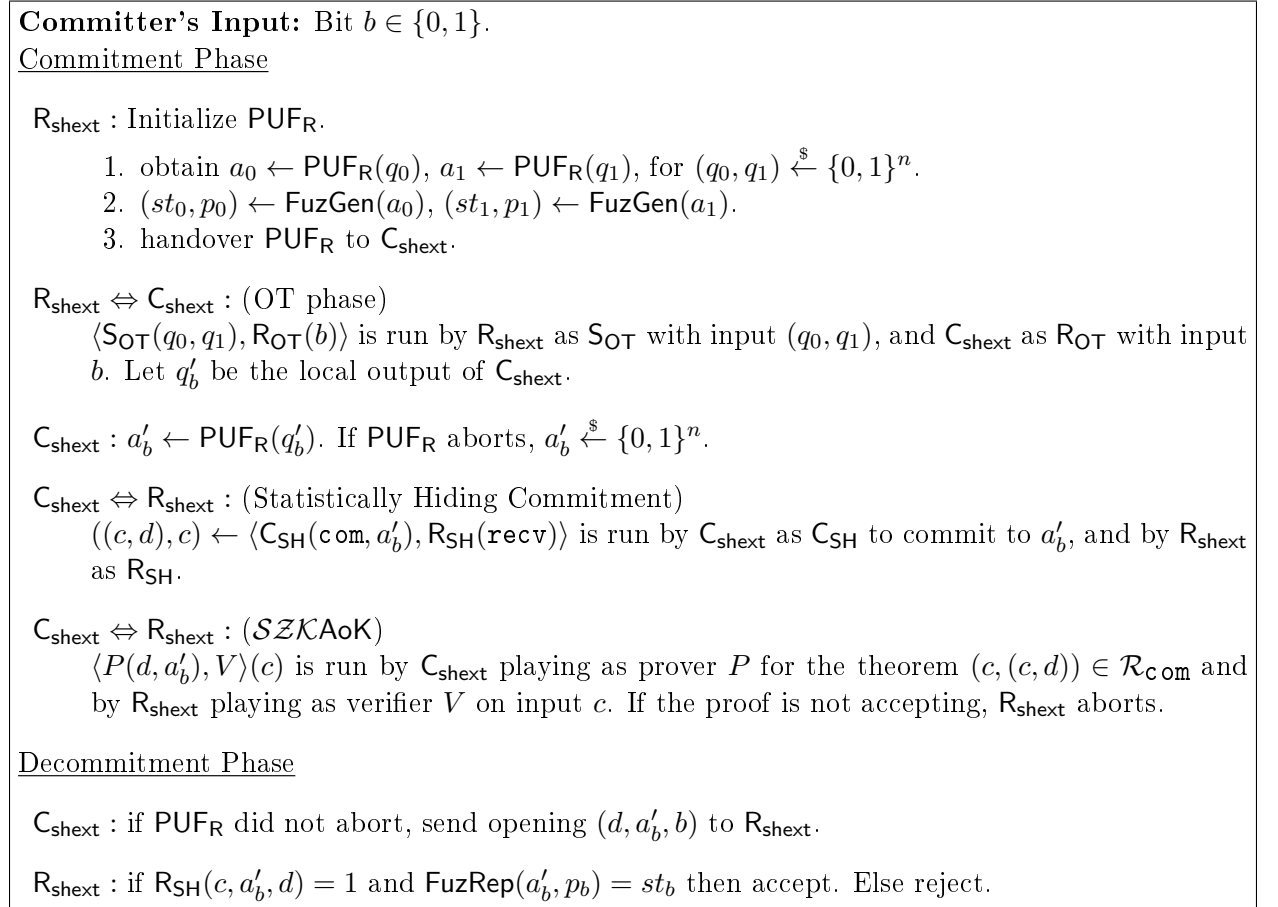 Committer's Input: Bit b ∈ {0, 1}.
Commitment Phase
R_shext : Initialize PUF_R.
1. obtain a_0 ← PUF_R(q_0), a_1 ← PUF_R(q_1), for (q_0, q_1) ←$ {0, 1}^n.
2. (st_0, p_0) ← FuzGen(a_0), (st_1, p_1) ← FuzGen(a_1).
3. handover PUF_R to C_shext.
R_shext ⇔ C_shext : (OT phase)
⟨S_OT(q_0, q_1), R_OT(b)⟩ is run by R_shext as S_OT with input (q_0, q_1), and C_shext as R_OT with input
b. Let q′_b be the local output of C_shext.
C_shext : a′_b ← PUF_R(q′_b). If PUF_R aborts, a′_b ←$ {0, 1}^n.
C_shext ⇔ R_shext : (Statistically Hiding Commitment)
((c, d), c) ← ⟨C_SH(com, a′_b), R_SH(recv)⟩ is run by C_shext as C_SH to commit to a′_b, and by R_shext
as R_SH.
C_shext ⇔ R_shext : (𝒮𝒵𝒦AoK)
⟨P(d, a′_b), V⟩(c) is run by C_shext playing as prover P for the theorem (c, (c, d)) ∈ ℛ_com and
by R_shext playing as verifier V on input c. If the proof is not accepting, R_shext aborts.
Decommitment Phase
C_shext : if PUF_R did not abort, send opening (d, a′_b, b) to R_shext.
R_shext : if R_SH(c, a′_b, d) = 1 and FuzRep(a′_b, p_b) = st_b then accept. Else reject.